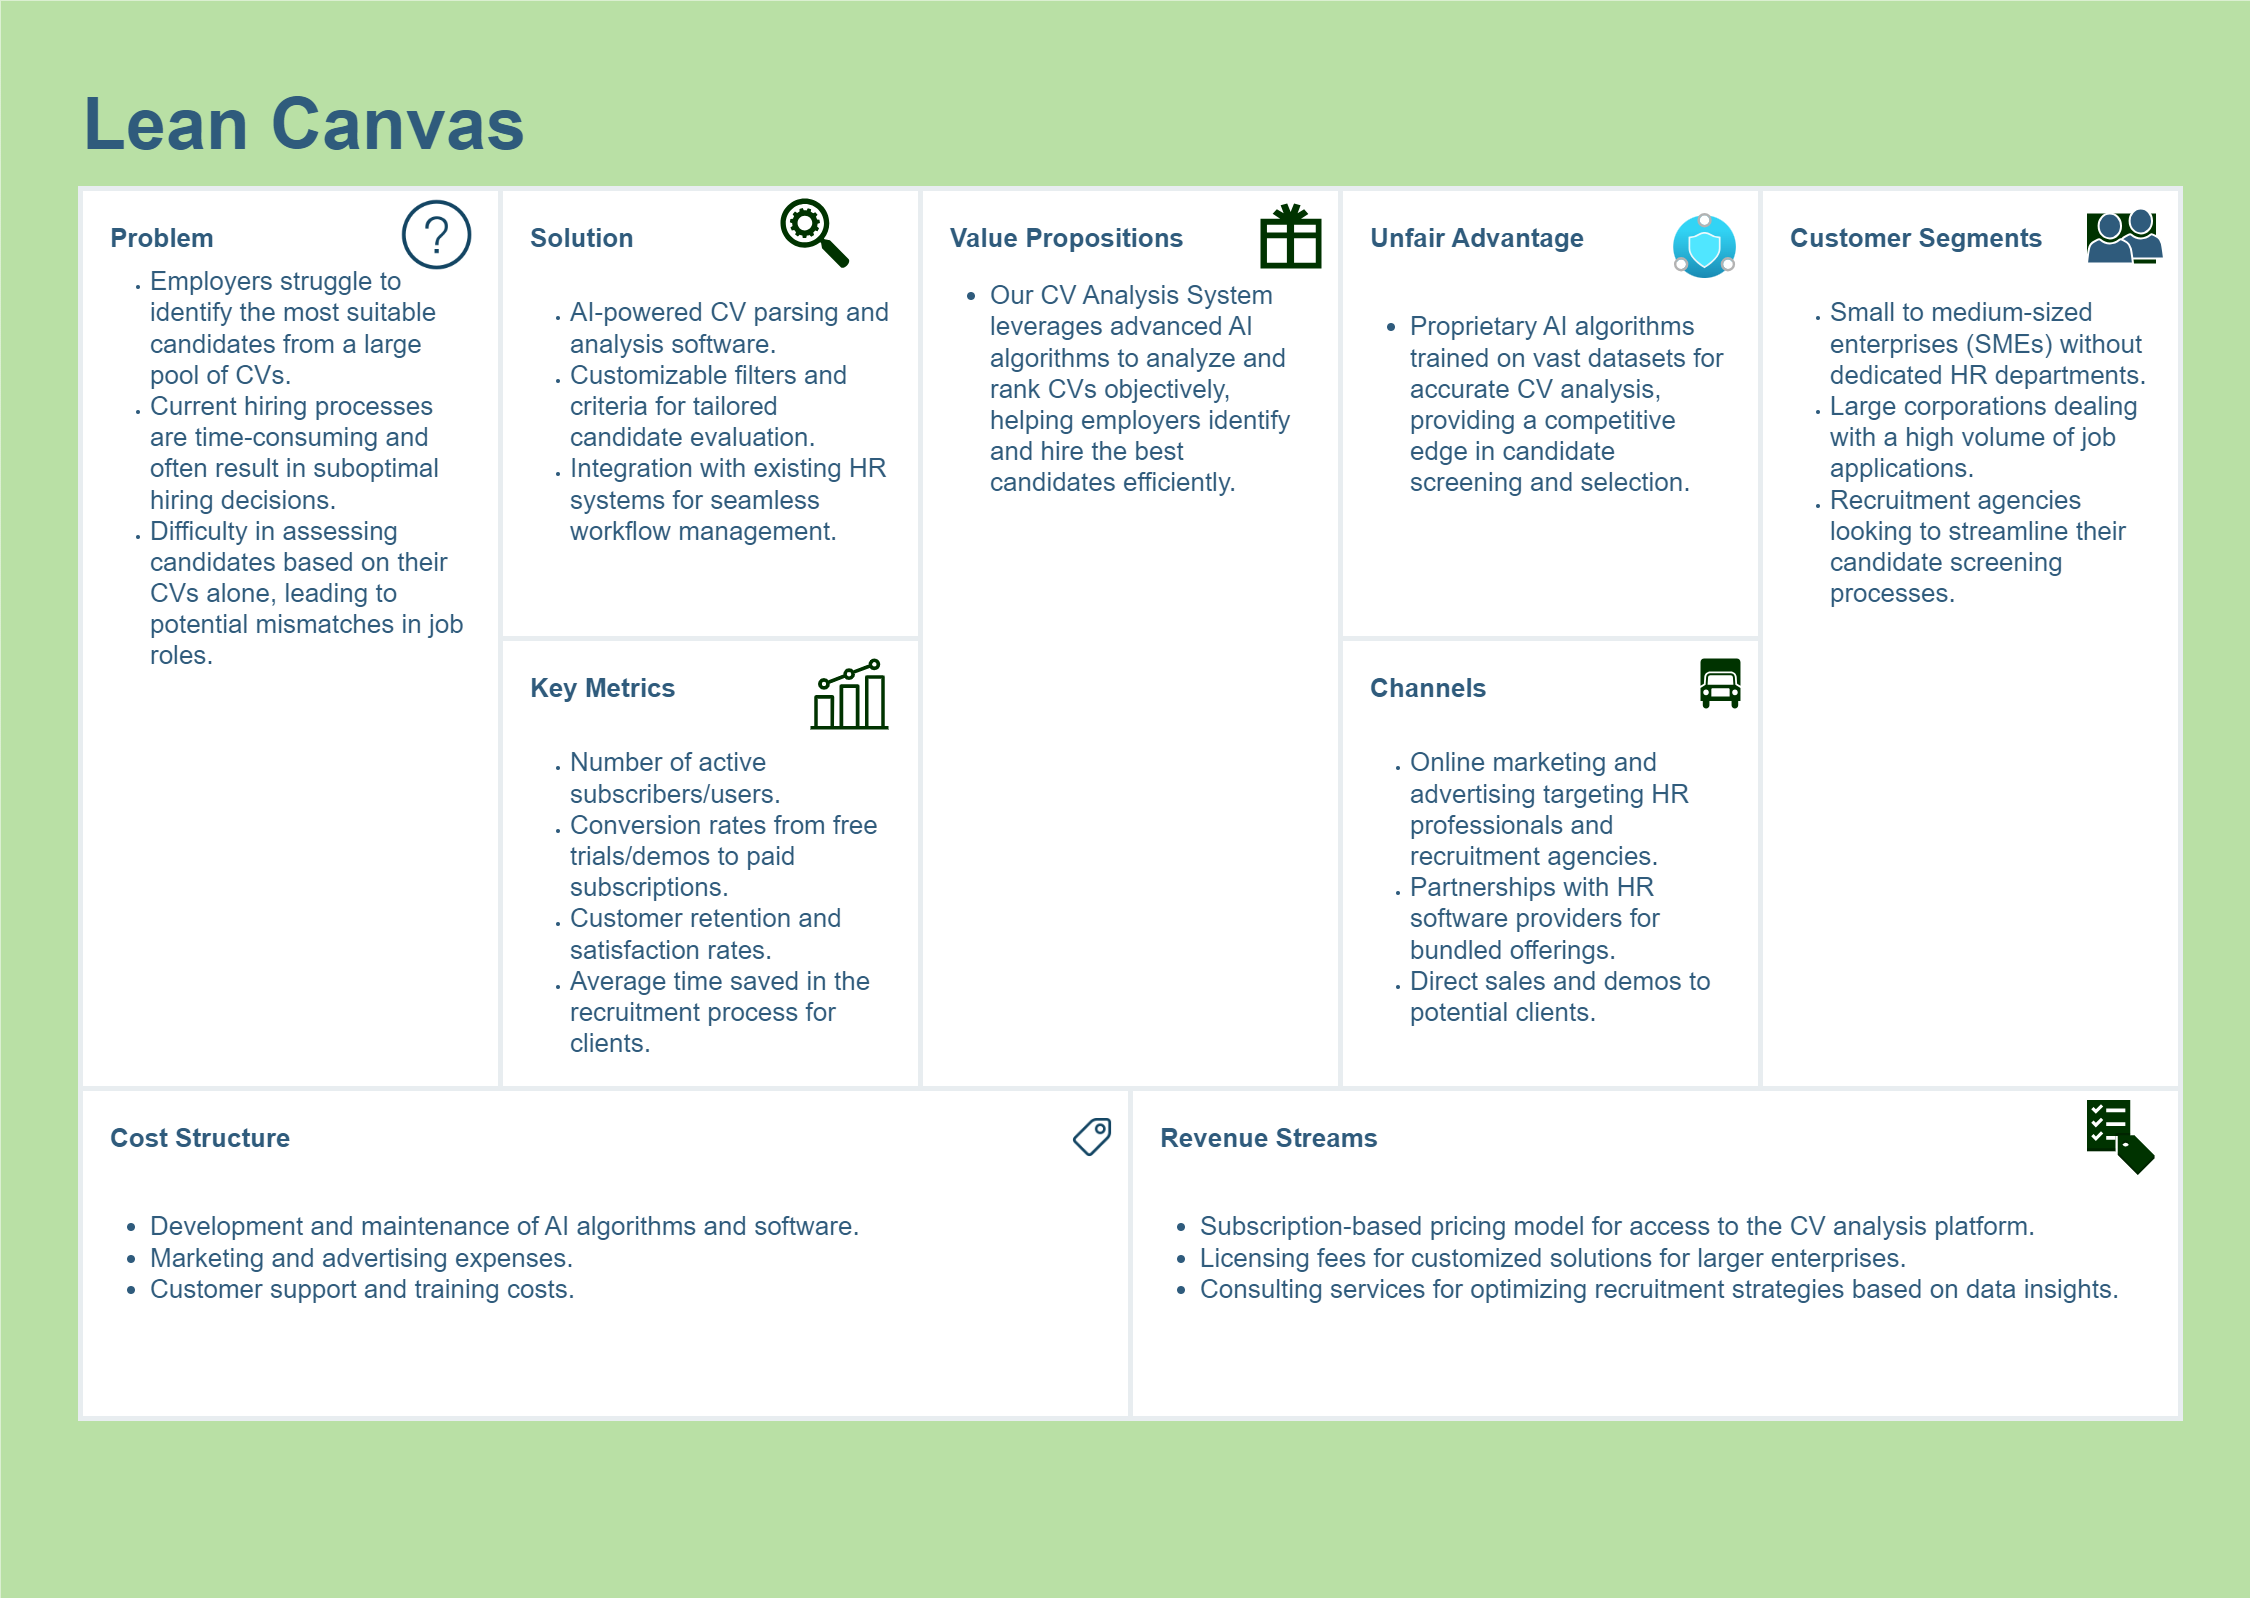 Lean Canvas
Problem
Employers struggle to
identify the most suitable
candidates from a large
pool of CVs.
Current hiring processes
are time-consuming and
often result in suboptimal
hiring decisions.
Difficulty in assessing
candidates based on their
CVs alone, leading to
potential mismatches in job
roles.
Solution
AI-powered CV parsing and
analysis software.
Customizable filters and
criteria for tailored
candidate evaluation.
Integration with existing HR
systems for seamless
workflow management.
Key Metrics
Number of active
subscribers/users.
Conversion rates from free
trials/demos to paid
subscriptions.
Customer retention and
satisfaction rates.
Average time saved in the
recruitment process for
clients.
Value Propositions
Our CV Analysis System
leverages advanced AI
algorithms to analyze and
rank CVs objectively,
helping employers identify
and hire the best
candidates efficiently.
Unfair Advantage
Proprietary AI algorithms
trained on vast datasets for
accurate CV analysis,
providing a competitive
edge in candidate
screening and selection.
Channels
Online marketing and
advertising targeting HR
professionals and
recruitment agencies.
Partnerships with HR
software providers for
bundled offerings.
Direct sales and demos to
potential clients.
Customer Segments
Small to medium-sized
enterprises (SMEs) without
dedicated HR departments.
Large corporations dealing
with a high volume of job
applications.
Recruitment agencies
looking to streamline their
candidate screening
processes.
Cost Structure
Development and maintenance of AI algorithms and software.
Marketing and advertising expenses.
Customer support and training costs.
Revenue Streams
Subscription-based pricing model for access to the CV analysis platform.
Licensing fees for customized solutions for larger enterprises.
Consulting services for optimizing recruitment strategies based on data insights.